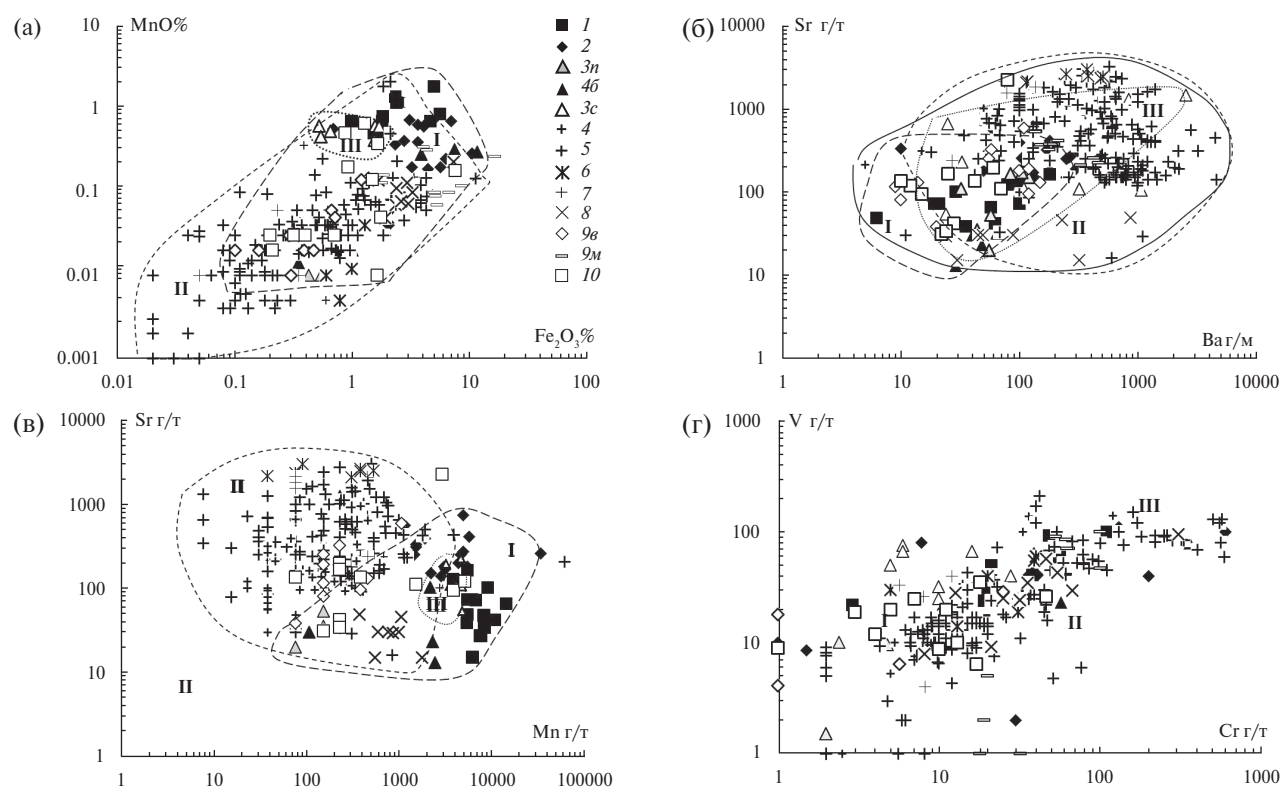 (а)
MnO%
10
1
0.1
0.01
0.001
0.01 0.1 1 10 100
Fe₂O₃%
I
II
III
1
2
3п
4б
3с
4
5
6
7
8
9в
9м
10
(б)
Sr г/т
10000
1000
100
10
1
1 10 100 1000 10000
Ba г/м
I
II
III
(в)
Sr г/т
10000
1000
100
10
1
1 10 100 1000 10000 100000
Mn г/т
II
I
III
II
(г)
V г/т
1000
100
10
1
1 10 100 1000
Cr г/т
III
I
II